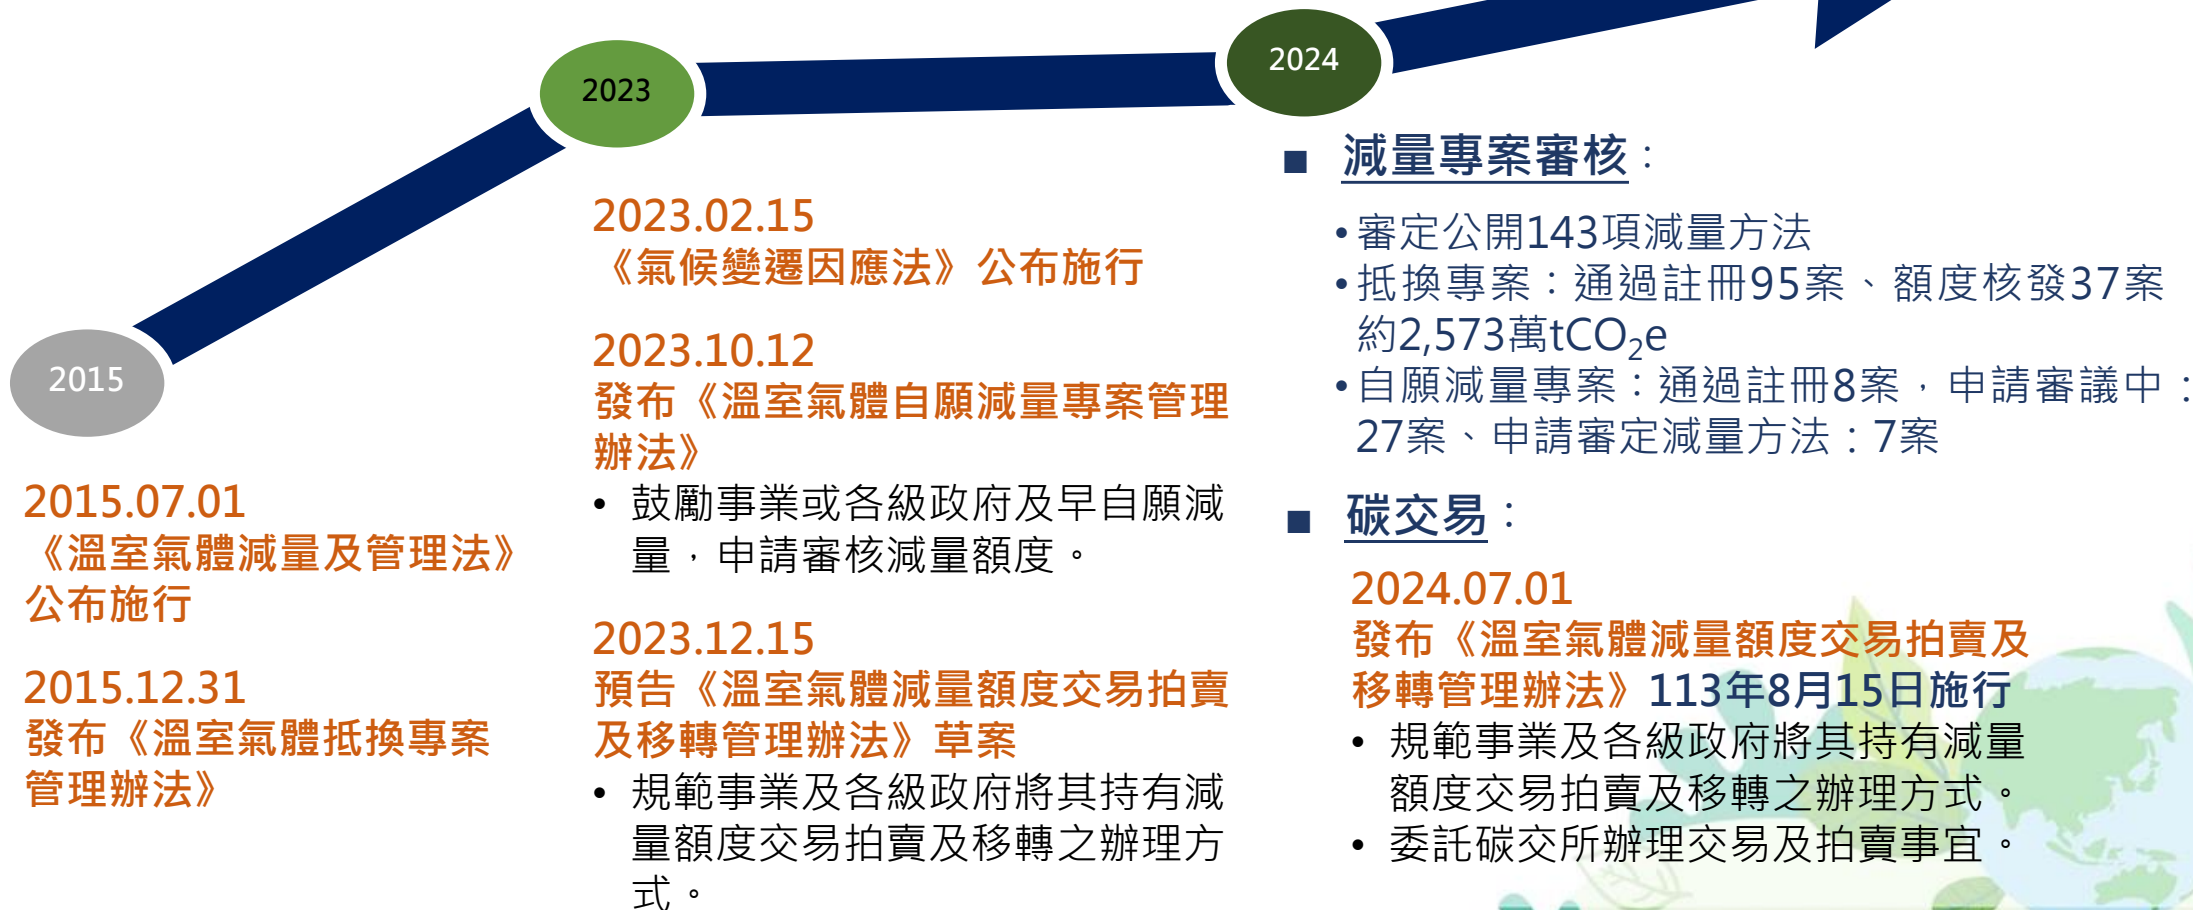 2015
2015.07.01
《溫室氣體減量及管理法》
公布施行
2015.12.31
發布《溫室氣體抵換專案
管理辦法》
2023
2023.02.15
《氣候變遷因應法》公布施行
2023.10.12
發布《溫室氣體自願減量專案管理
辦法》
• 鼓勵事業或各級政府及早自願減
量，申請審核減量額度。
2023.12.15
預告《溫室氣體減量額度交易拍賣
及移轉管理辦法》草案
• 規範事業及各級政府將其持有減
量額度交易拍賣及移轉之辦理方
式。
2024
■ 減量專案審核：
•審定公開143項減量方法
•抵換專案：通過註冊95案、額度核發37案
約2,573萬tCO₂e
•自願減量專案：通過註冊8案，申請審議中：
27案、申請審定減量方法：7案
■ 碳交易：
2024.07.01
發布《溫室氣體減量額度交易拍賣及
移轉管理辦法》113年8月15日施行
• 規範事業及各級政府將其持有減量
額度交易拍賣及移轉之辦理方式。
• 委託碳交所辦理交易及拍賣事宜。